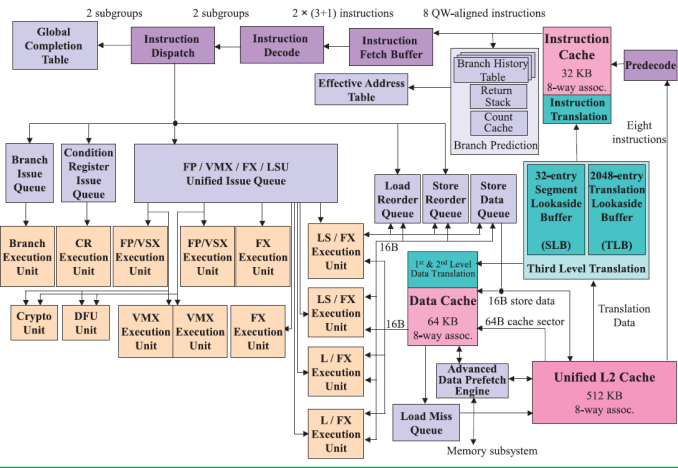 2 subgroups
2 subgroups
2 × (3+1) instructions
8 QW-aligned instructions
Global
Completion
Table
Instruction
Dispatch
Instruction
Decode
Instruction
Fetch Buffer
Instruction
Cache
32 KB
8-way assoc.
Instruction
Translation
Predecode
Effective Address
Table
Branch History
Table
Return
Stack
Count
Cache
Branch Prediction
Eight
instructions
Branch
Issue
Queue
Condition
Register
Issue
Queue
FP / VMX / FX / LSU
Unified Issue Queue
Load
Reorder
Queue
Store
Reorder
Queue
Store
Data
Queue
32-entry
Segment
Lookaside
Buffer
(SLB)
2048-entry
Translation
Lookaside
Buffer
(TLB)
Third Level Translation
Branch
Execution
Unit
CR
Execution
Unit
FP/VSX
Execution
Unit
FP/VSX
Execution
Unit
FX
Execution
Unit
LS / FX
Execution
Unit
16B
1st & 2nd Level
Data Translation
Data Cache
64 KB
8-way assoc.
16B store data
64B cache sector
Translation
Data
Crypto
Unit
DFU
Unit
VMX
Execution
Unit
VMX
Execution
Unit
FX
Execution
Unit
LS / FX
Execution
Unit
16B
L / FX
Execution
Unit
Advanced
Data Prefetch
Engine
Unified L2 Cache
512 KB
8-way assoc.
L / FX
Execution
Unit
Load Miss
Queue
Memory subsystem